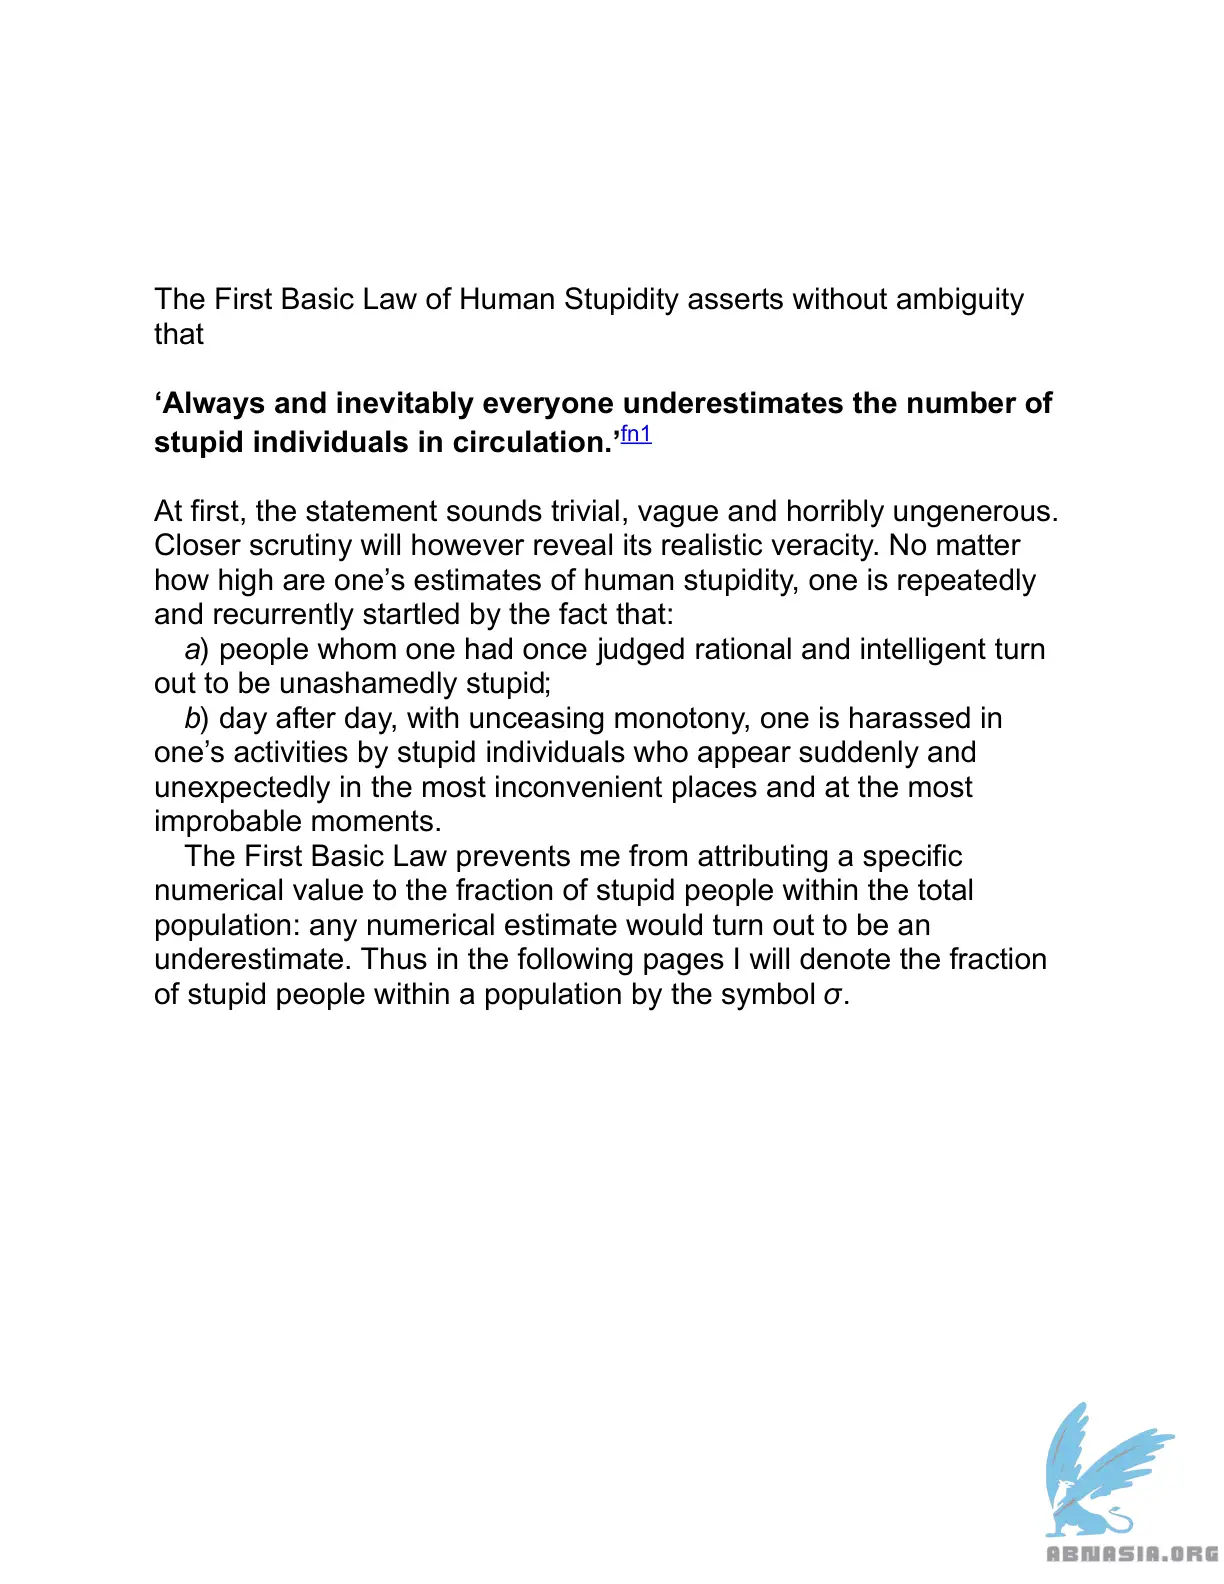 The First Basic Law of Human Stupidity asserts without ambiguity
that
‘Always and inevitably everyone underestimates the number of
stupid individuals in circulation.’fn1
At first, the statement sounds trivial, vague and horribly ungenerous.
Closer scrutiny will however reveal its realistic veracity. No matter
how high are one’s estimates of human stupidity, one is repeatedly
and recurrently startled by the fact that:
a) people whom one had once judged rational and intelligent turn
out to be unashamedly stupid;
b) day after day, with unceasing monotony, one is harassed in
one’s activities by stupid individuals who appear suddenly and
unexpectedly in the most inconvenient places and at the most
improbable moments.
The First Basic Law prevents me from attributing a specific
numerical value to the fraction of stupid people within the total
population: any numerical estimate would turn out to be an
underestimate. Thus in the following pages I will denote the fraction
of stupid people within a population by the symbol σ.
ABNASIA.ORG